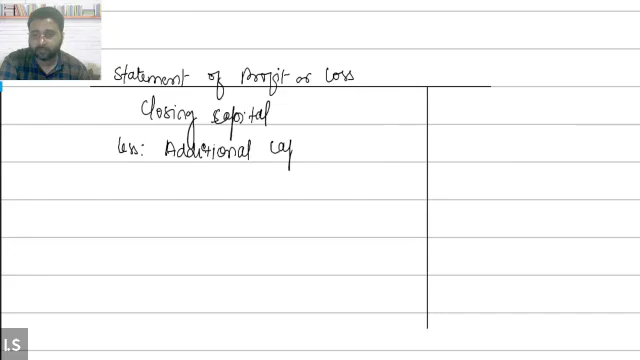 Statement of Profit or Loss
Closing Capital
Less: Additional Cap
I.S